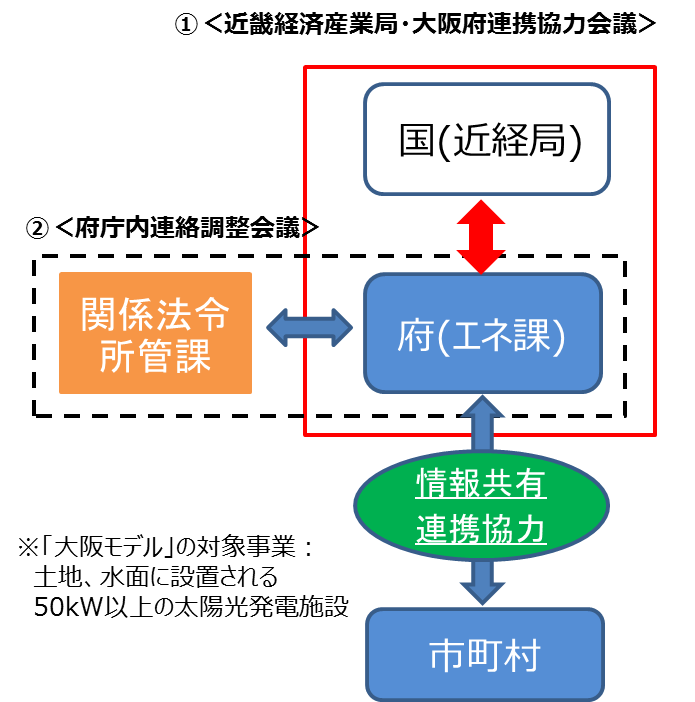 ① <近畿経済産業局・大阪府連携協力会議>
国(近経局)
② <府庁内連絡調整会議>
関係法令
所管課
府(エネ課)
情報共有
連携協力
※「大阪モデル」の対象事業：
土地、水面に設置される
50kW以上の太陽光発電施設
市町村